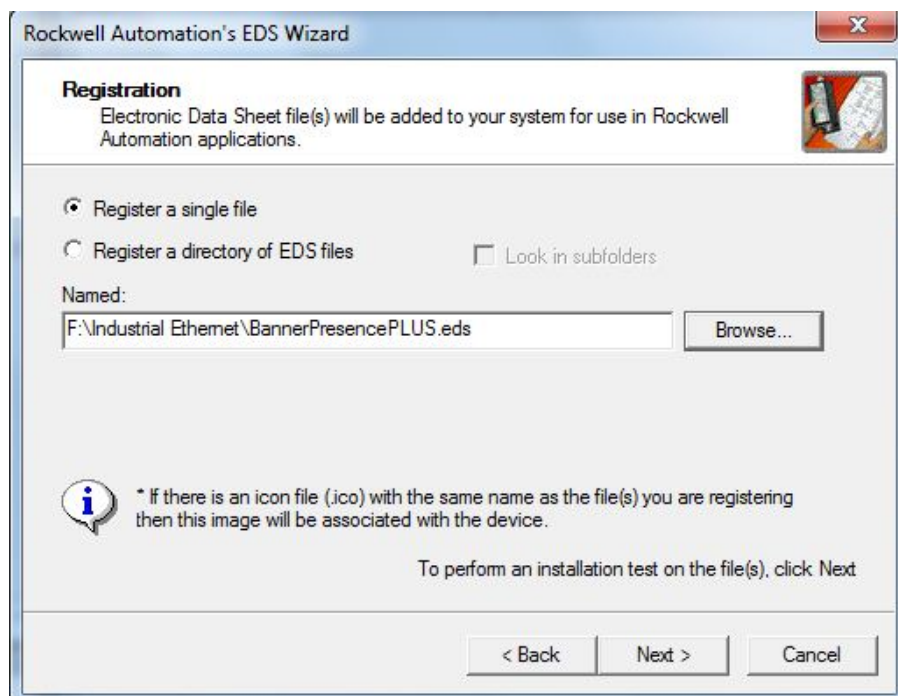 Rockwell Automation's EDS Wizard
Registration
Electronic Data Sheet file(s) will be added to your system for use in Rockwell
Automation applications.
Register a single file
Register a directory of EDS files
Look in subfolders
Named:
F:\Industrial Ethernet\BannerPresencePLUS.eds
Browse...
* If there is an icon file (.ico) with the same name as the file(s) you are registering
then this image will be associated with the device.
To perform an installation test on the file(s), click Next
< Back
Next >
Cancel